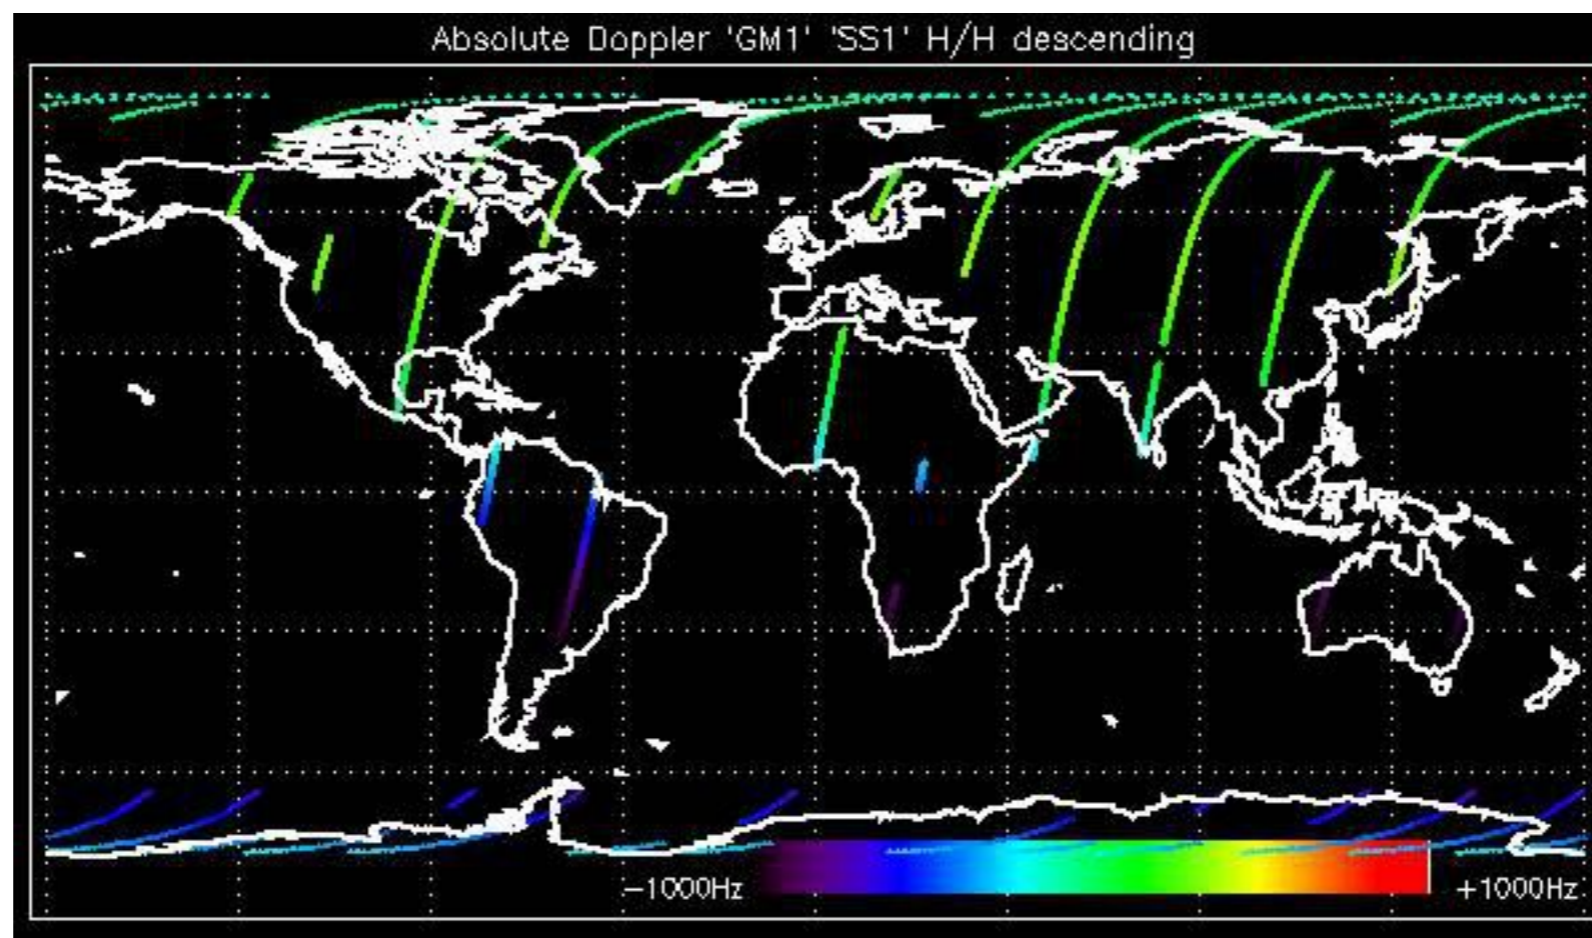 Absolute Doppler 'GM1' 'SS1' H/H descending
−1000Hz
+1000Hz